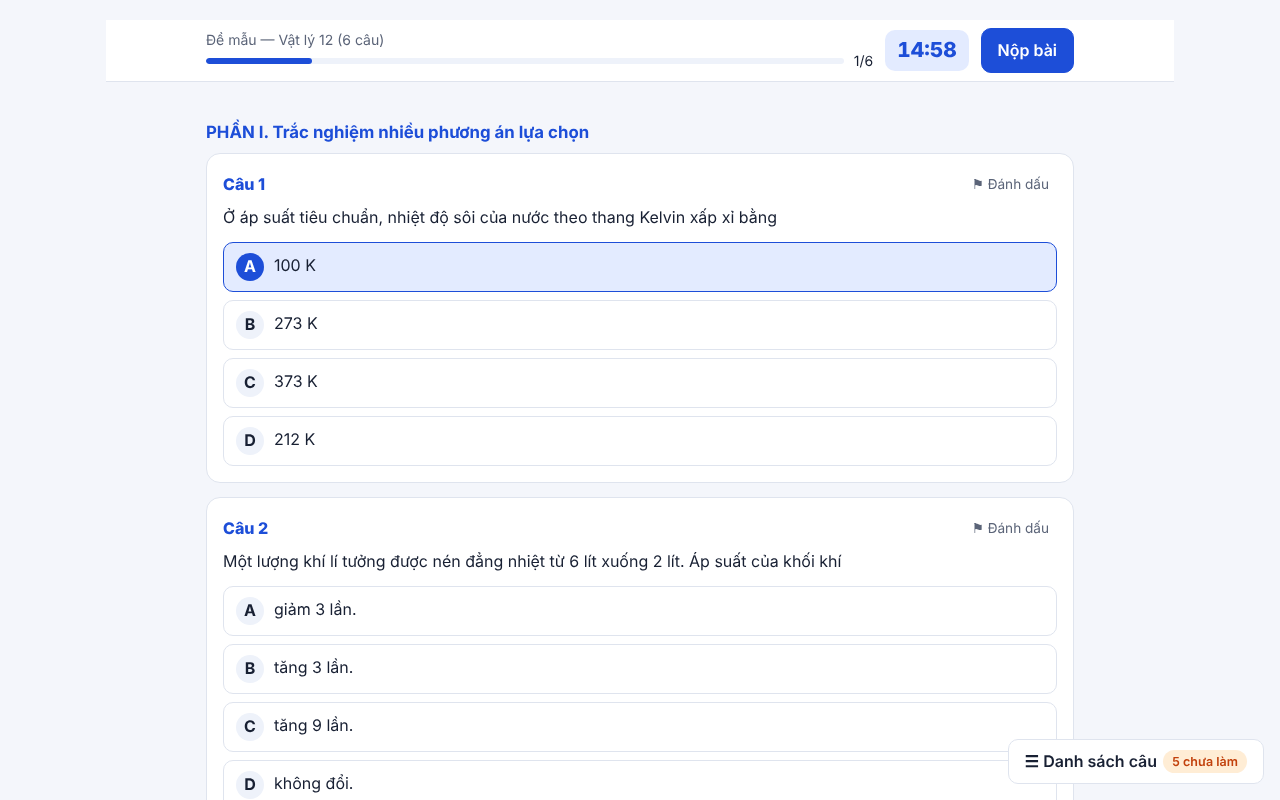 Đề mẫu — Vật lý 12 (6 câu)
1/6
14:58
Nộp bài
PHẦN I. Trắc nghiệm nhiều phương án lựa chọn
Câu 1
⚑ Đánh dấu
Ở áp suất tiêu chuẩn, nhiệt độ sôi của nước theo thang Kelvin xấp xỉ bằng
A 100 K
B 273 K
C 373 K
D 212 K
Câu 2
⚑ Đánh dấu
Một lượng khí lí tưởng được nén đẳng nhiệt từ 6 lít xuống 2 lít. Áp suất của khối khí
A giảm 3 lần.
B tăng 3 lần.
C tăng 9 lần.
D không đổi.
☰ Danh sách câu 5 chưa làm